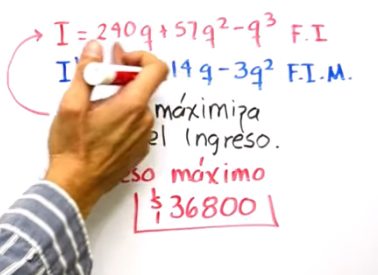 I = 240q + 57q² - q³ F.I
I 14q - 3q² F.I.M.
máximiza
el Ingreso.
eso máximo
$36800